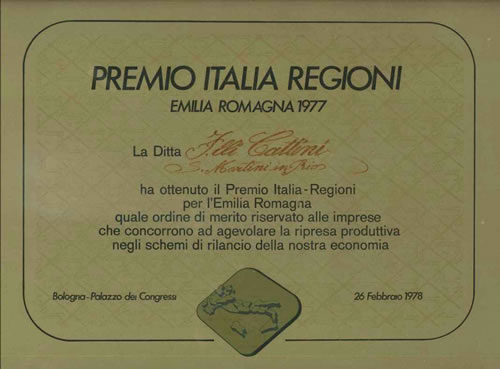 PREMIO ITALIA REGIONI
EMILIA ROMAGNA 1977
La Ditta F.lli Cattini
S. Martini in Rio
ha ottenuto il Premio Italia-Regioni
per l'Emilia Romagna
quale ordine di merito riservato alle imprese
che concorrono ad agevolare la ripresa produttiva
negli schemi di rilancio della nostra economia
Bologna-Palazzo dei Congressi
26 Febbraio 1978